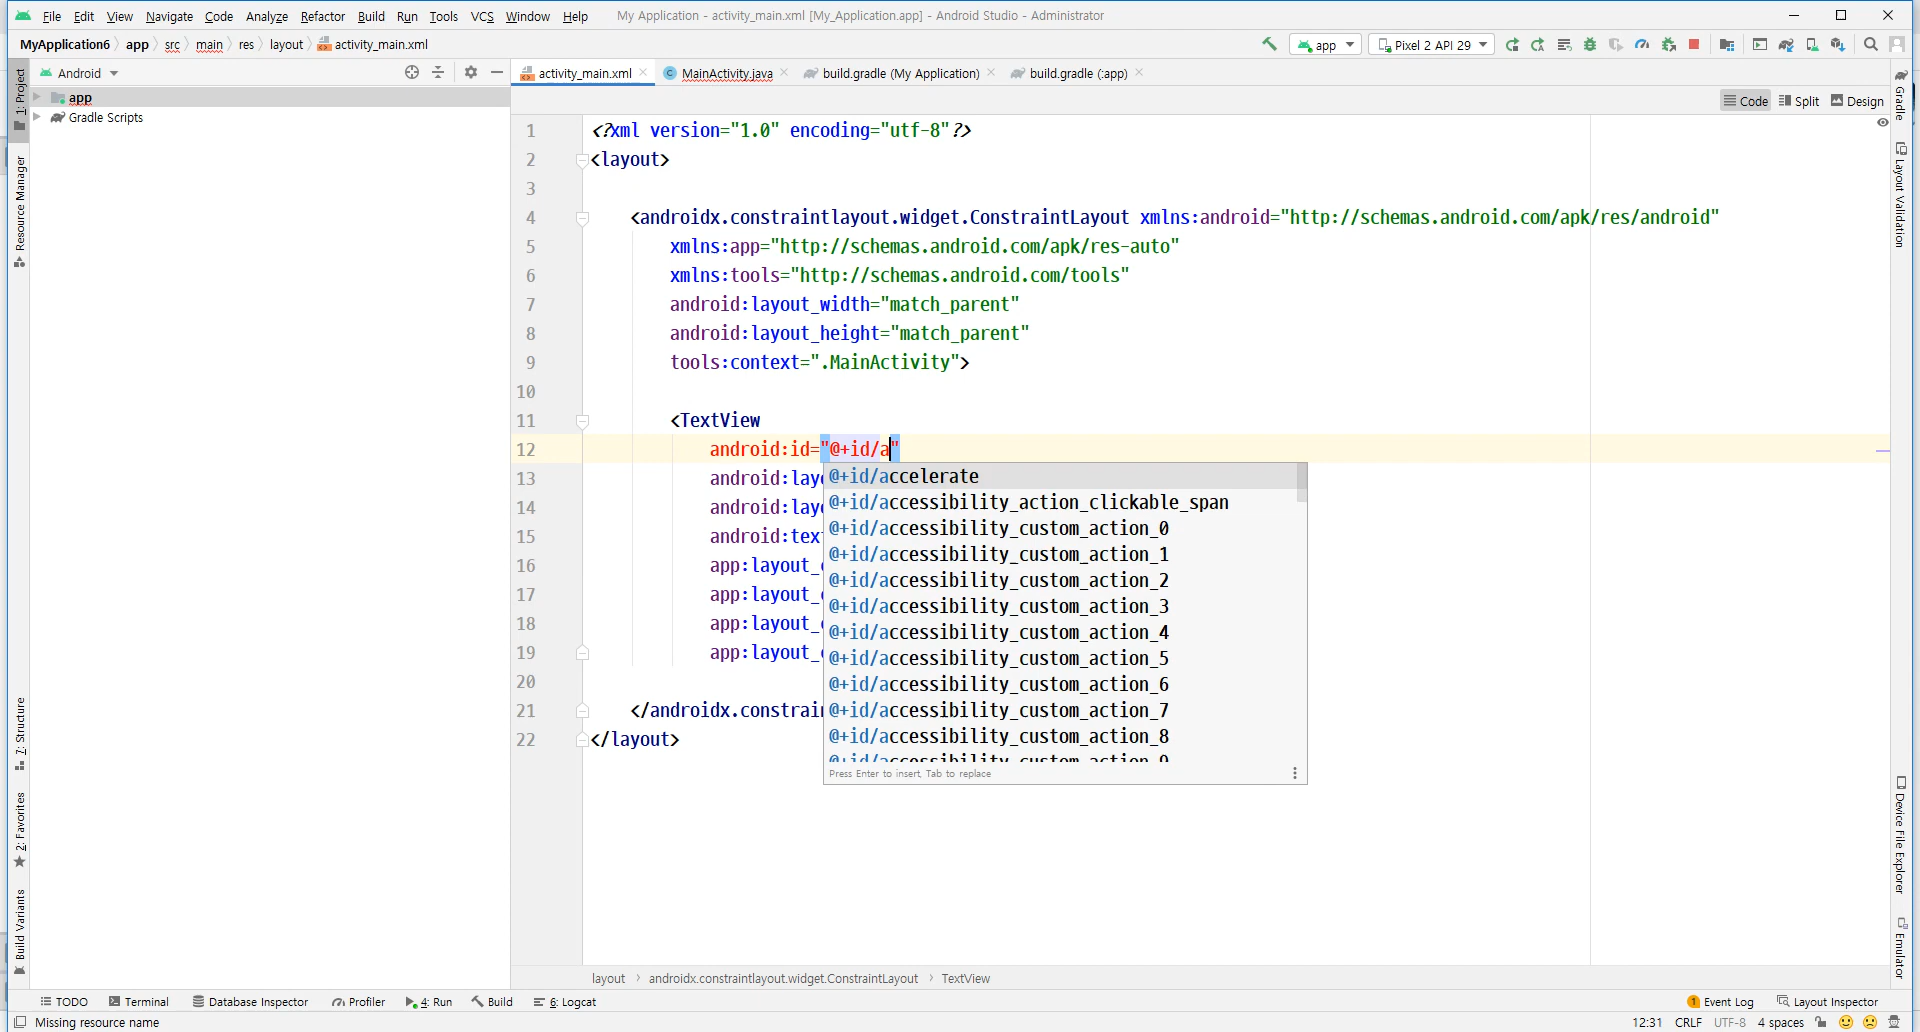 File Edit View Navigate Code Analyze Refactor Build Run Tools VCS Window Help My Application - activity_main.xml [My_Application.app] - Android Studio - Administrator
MyApplication6 app src main res layout activity_main.xml app Pixel 2 API 29
Android activity_main.xml MainActivity.java build.gradle (My Application) build.gradle (:app)
Code Split Design
1: Project
Resource Manager
7: Structure
2: Favorites
Build Variants
app
Gradle Scripts
1 <?xml version="1.0" encoding="utf-8"?>
2 <layout>
3
4 <androidx.constraintlayout.widget.ConstraintLayout xmlns:android="http://schemas.android.com/apk/res/android"
5 xmlns:app="http://schemas.android.com/apk/res-auto"
6 xmlns:tools="http://schemas.android.com/tools"
7 android:layout_width="match_parent"
8 android:layout_height="match_parent"
9 tools:context=".MainActivity">
10
11 <TextView
12 android:id="@+id/a"
13 android:lay
14 android:lay
15 android:tex
16 app:layout_
17 app:layout_
18 app:layout_
19 app:layout_
20
21 </androidx.constrai
22 </layout>
@+id/accelerate
@+id/accessibility_action_clickable_span
@+id/accessibility_custom_action_0
@+id/accessibility_custom_action_1
@+id/accessibility_custom_action_2
@+id/accessibility_custom_action_3
@+id/accessibility_custom_action_4
@+id/accessibility_custom_action_5
@+id/accessibility_custom_action_6
@+id/accessibility_custom_action_7
@+id/accessibility_custom_action_8
@+id/accessibility_custom_action_9
Press Enter to insert, Tab to replace
Gradle
Layout Validation
Device File Explorer
Emulator
layout androidx.constraintlayout.widget.ConstraintLayout TextView
TODO Terminal Database Inspector Profiler 4: Run Build 6: Logcat 1 Event Log Layout Inspector
Missing resource name 12:31 CRLF UTF-8 4 spaces